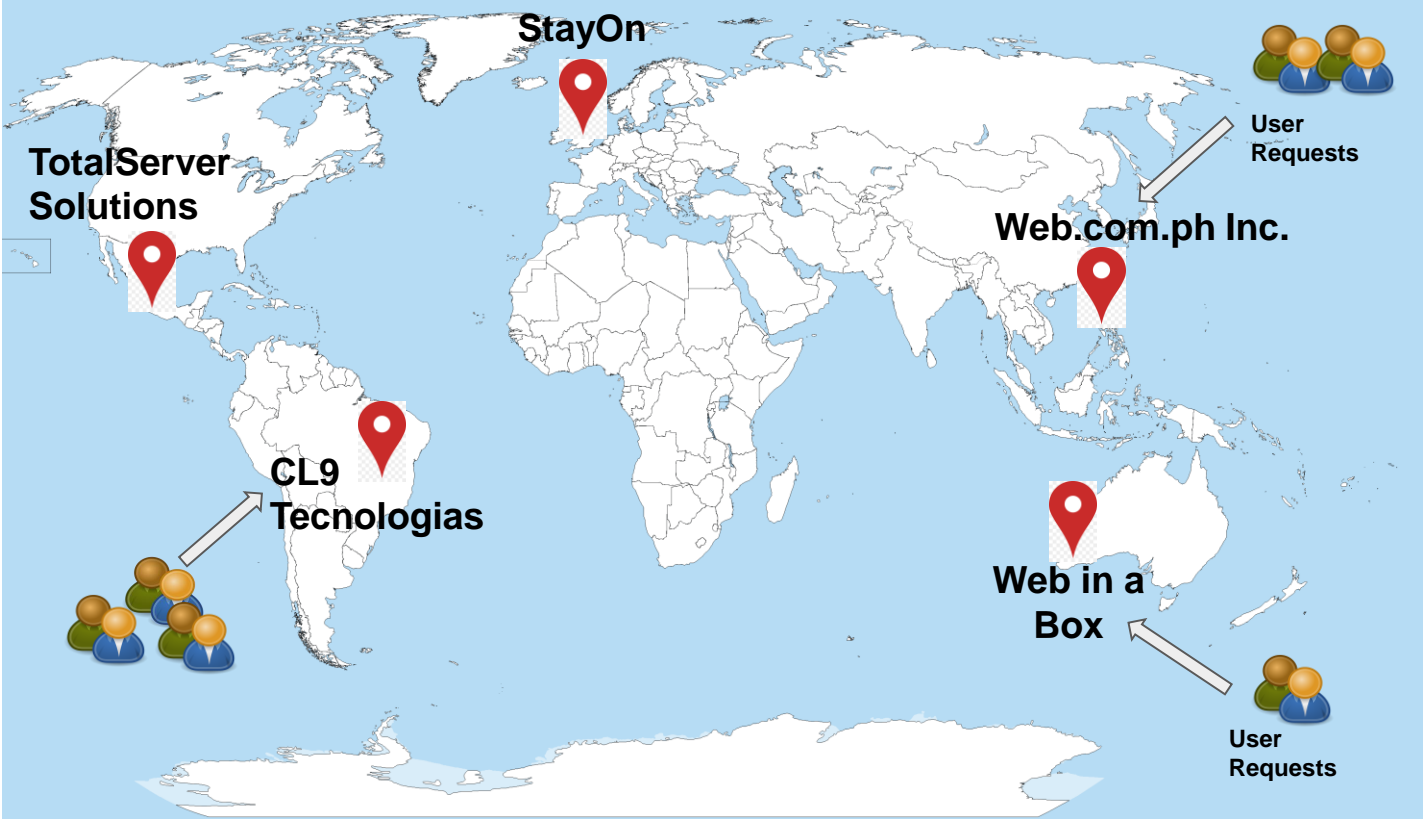 StayOn
User
Requests
TotalServer
Solutions
Web.com.ph Inc.
CL9
Tecnologias
Web in a
Box
User
Requests